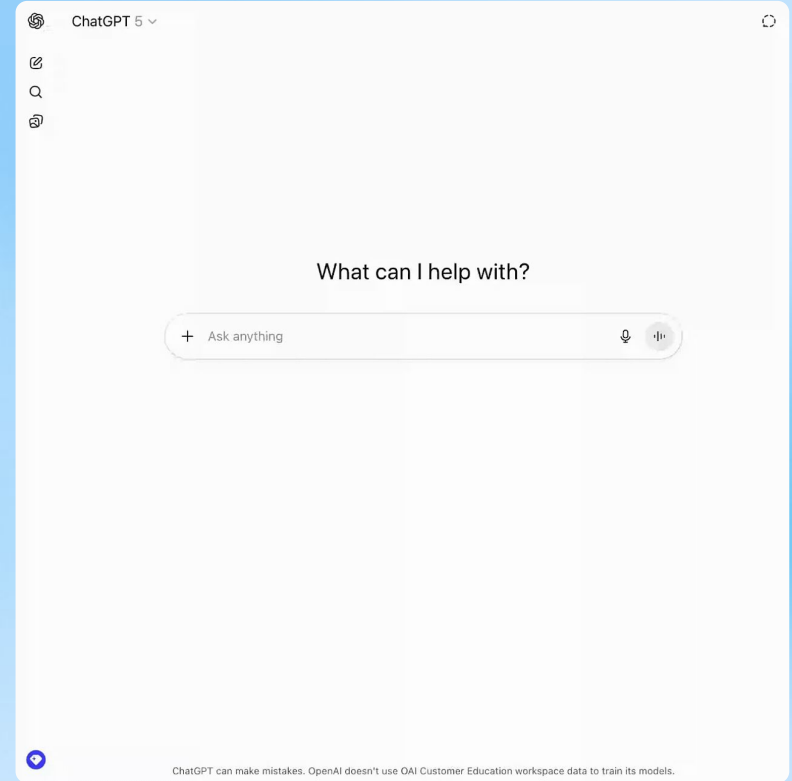 ChatGPT 5
What can I help with?
Ask anything
ChatGPT can make mistakes. OpenAI doesn't use OAI Customer Education workspace data to train its models.